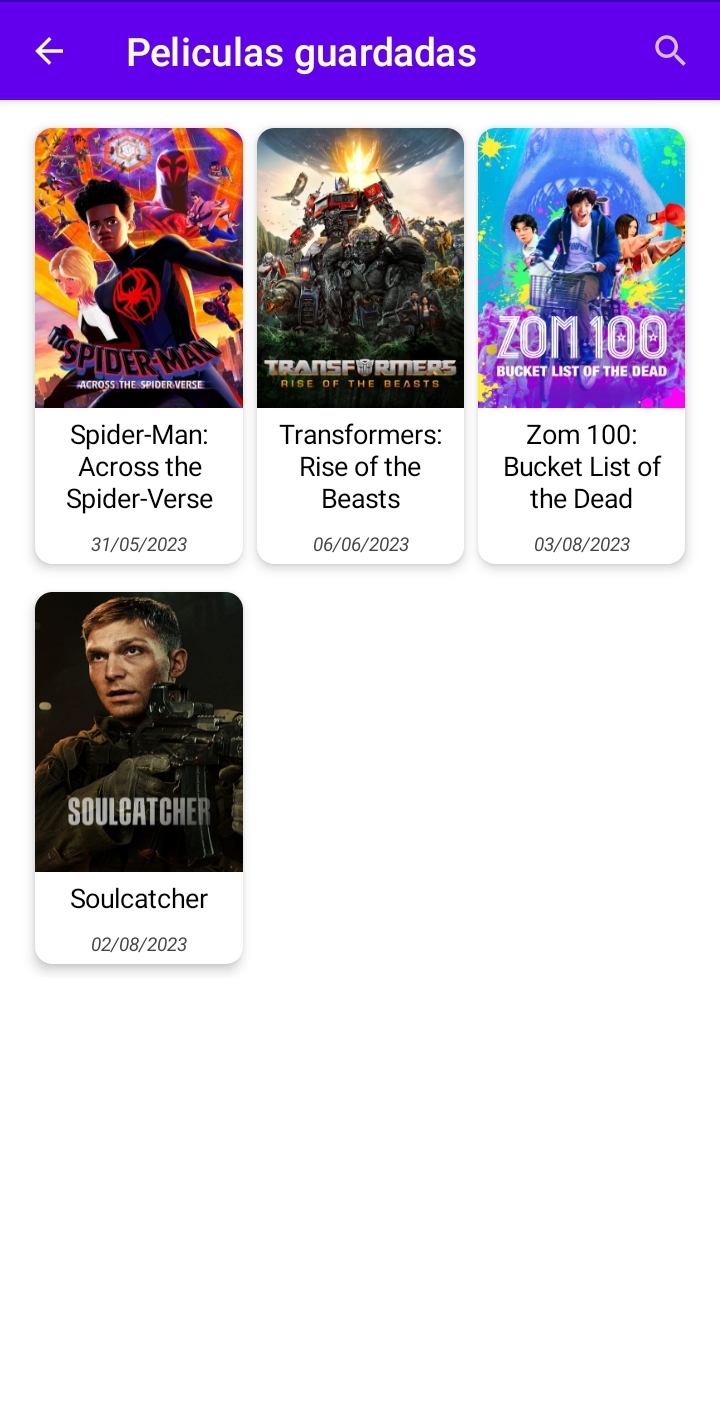 Peliculas guardadas
SPIDER-MAN
ACROSS THE SPIDER-VERSE
TRANSFORMERS
RISE OF THE BEASTS
ZOM 100
BUCKET LIST OF THE DEAD
Spider-Man:
Across the
Spider-Verse
31/05/2023
Transformers:
Rise of the
Beasts
06/06/2023
Zom 100:
Bucket List of
the Dead
03/08/2023
SOULCATCHER
Soulcatcher
02/08/2023